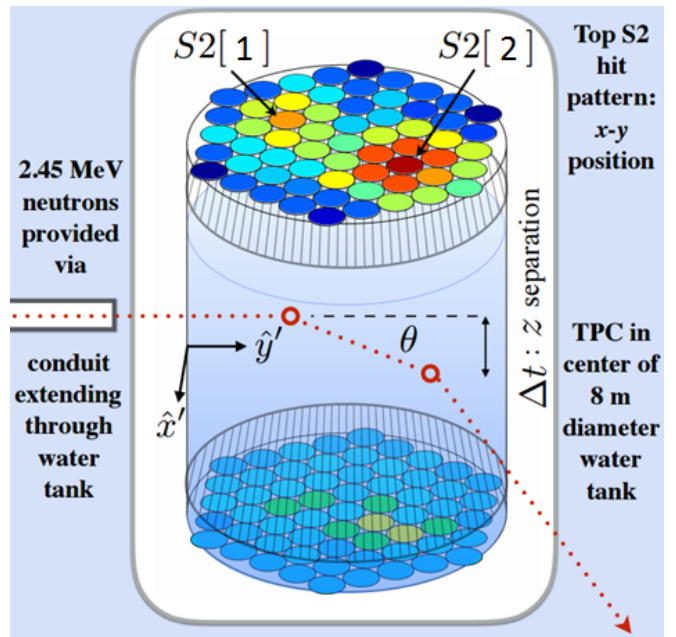 S2[ 1 ]
S2[ 2 ]
Top S2
hit
pattern:
x-y
position
2.45 MeV
neutrons
provided
via
conduit
extending
through
water
tank
ŷ′
x̂′
θ
Δt : z separation
TPC in
center of
8 m
diameter
water
tank